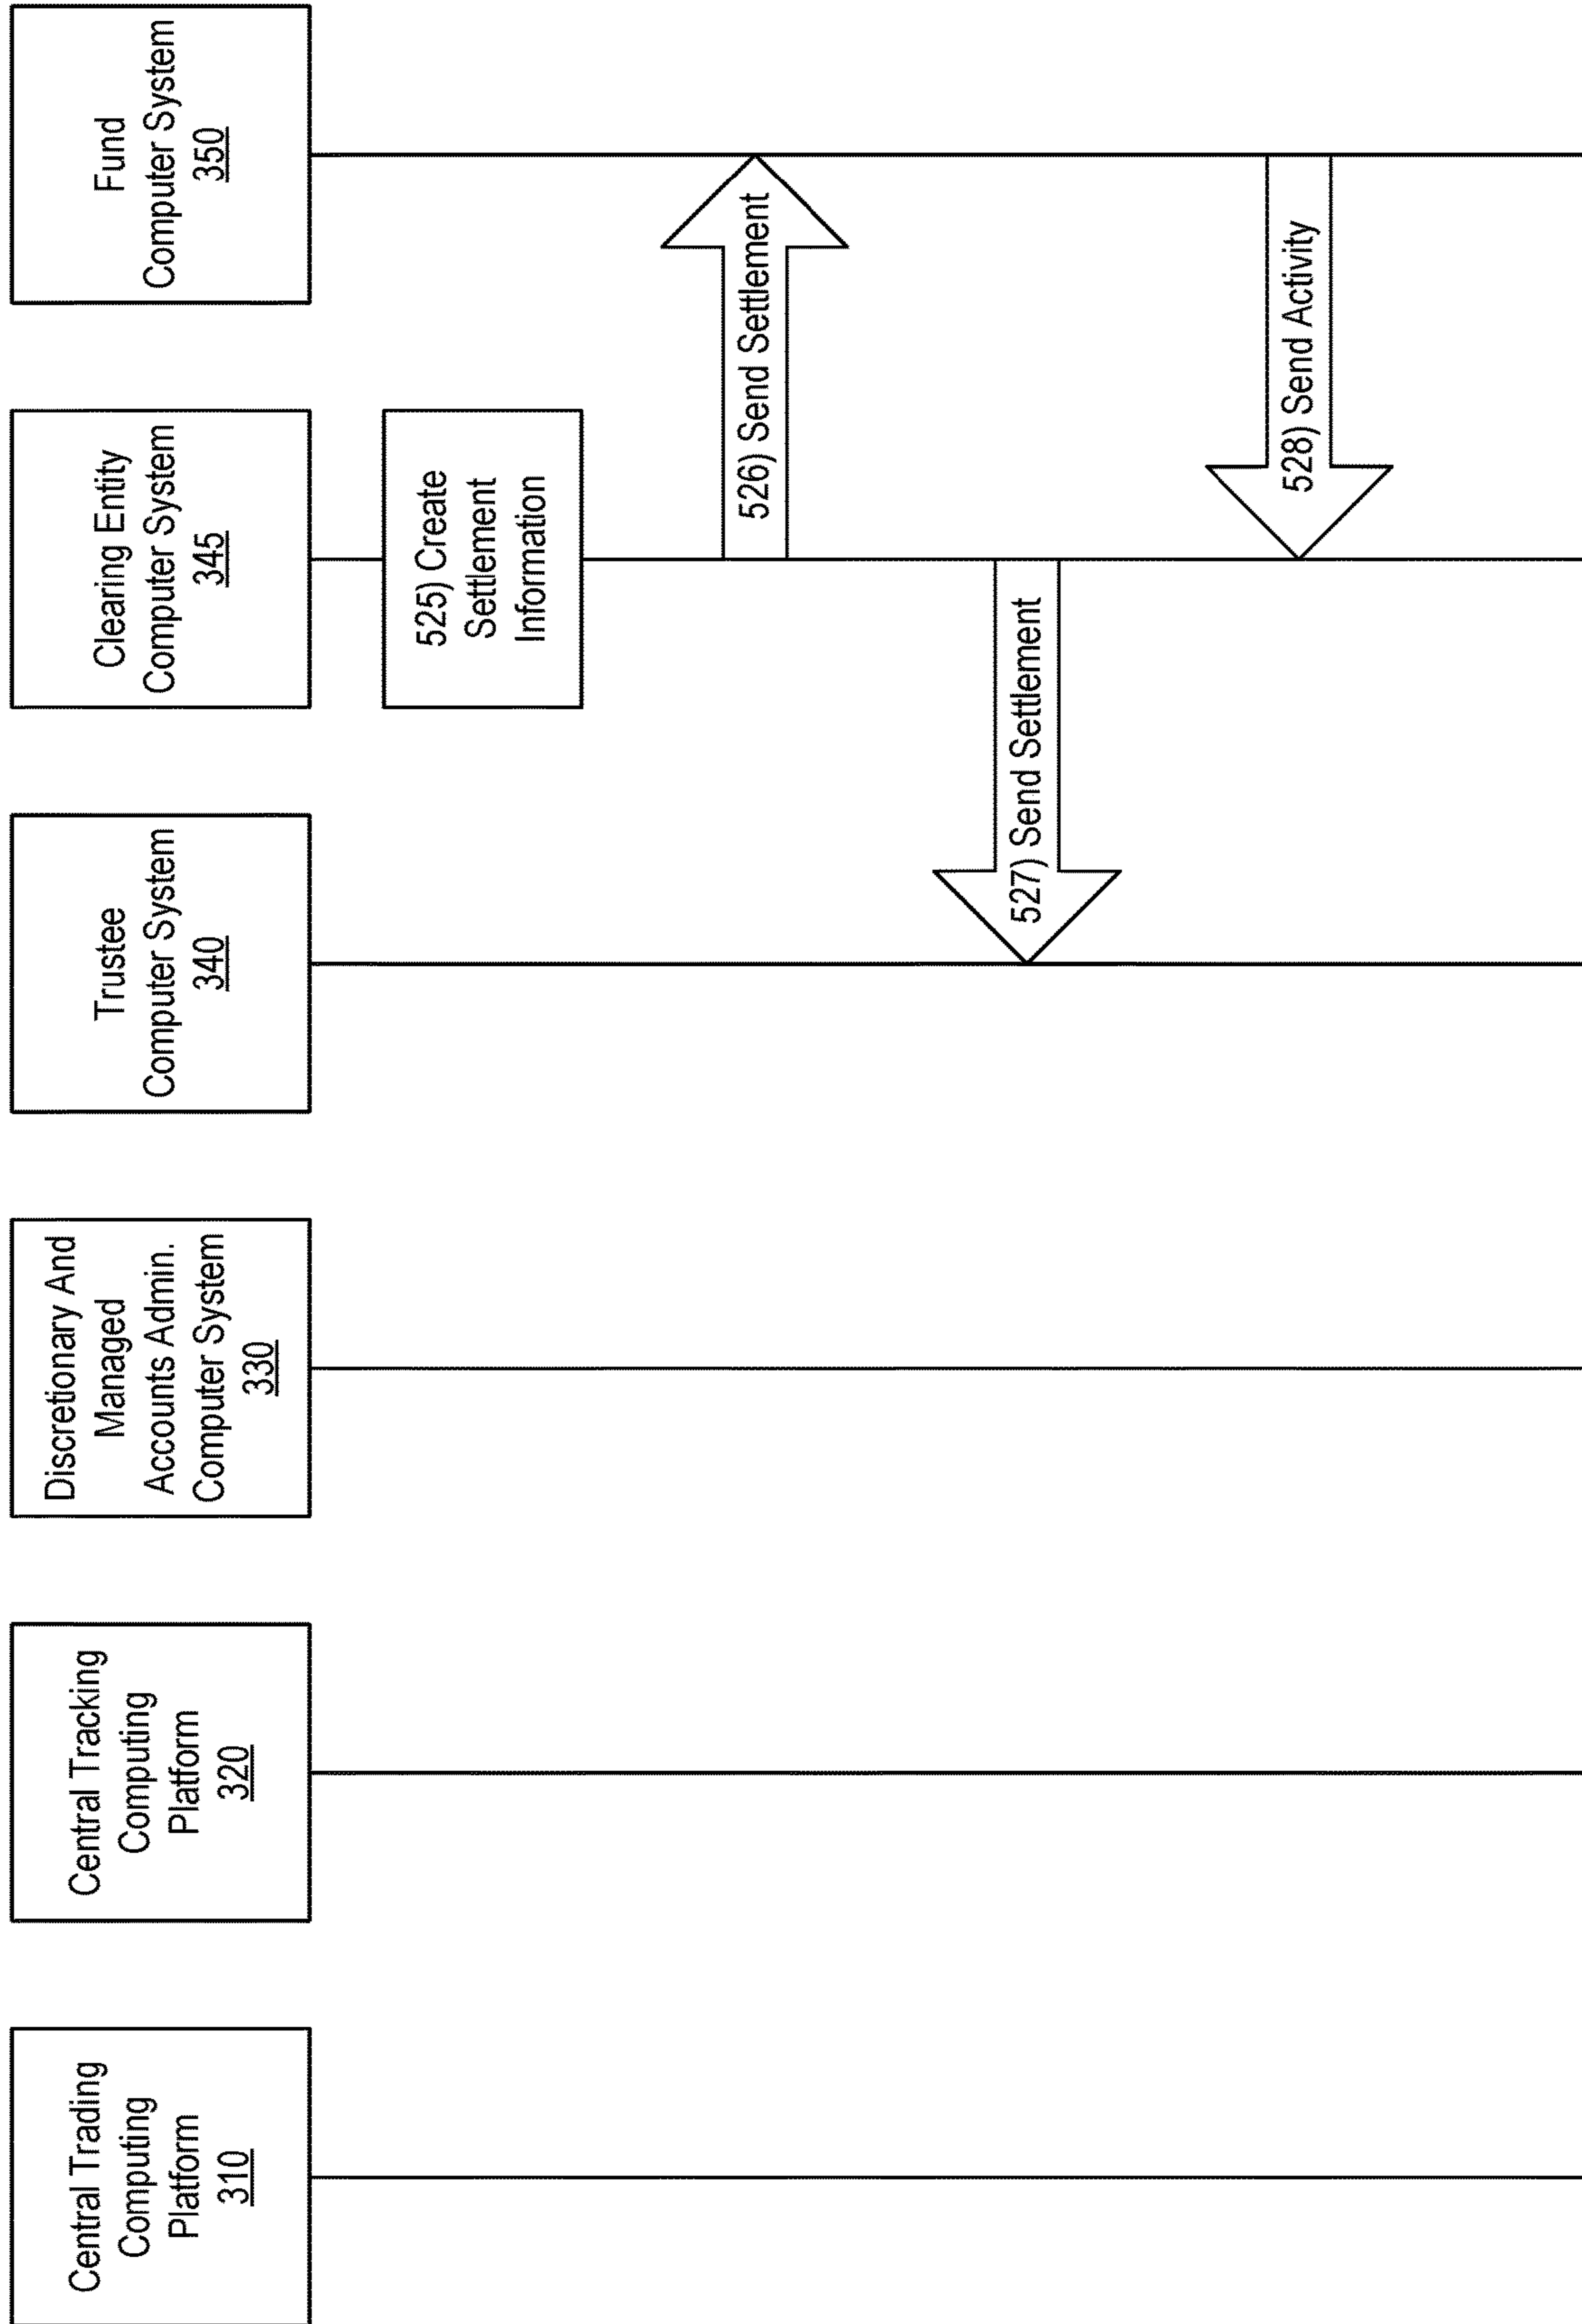 Central Trading
Computing
Platform
310
Central Tracking
Computing
Platform
320
Discretionary And
Managed
Accounts Admin.
Computer System
330
Trustee
Computer System
340
Clearing Entity
Computer System
345
Fund
Computer System
350
525) Create
Settlement
Information
526) Send Settlement
527) Send Settlement
528) Send Activity